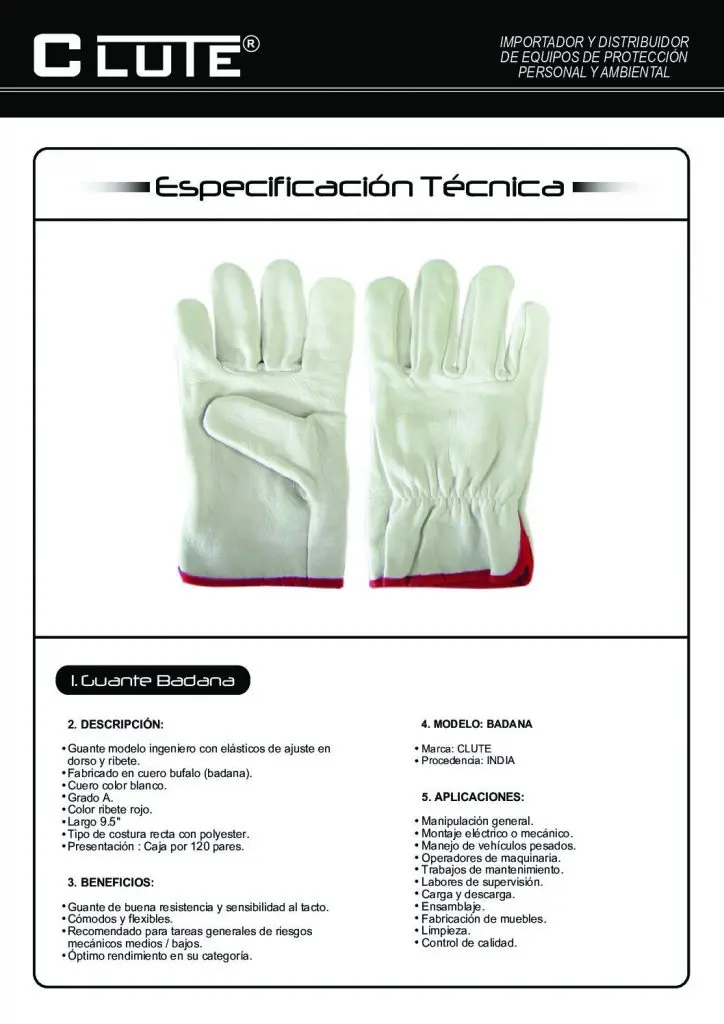 CLUTE®
IMPORTADOR Y DISTRIBUIDOR
DE EQUIPOS DE PROTECCIÓN
PERSONAL Y AMBIENTAL
Especificación Técnica
1. Guante Badana
2. DESCRIPCIÓN:
• Guante modelo ingeniero con elásticos de ajuste en
dorso y ribete.
• Fabricado en cuero bufalo (badana).
• Cuero color blanco.
• Grado A.
• Color ribete rojo.
• Largo 9.5"
• Tipo de costura recta con polyester.
• Presentación : Caja por 120 pares.
3. BENEFICIOS:
• Guante de buena resistencia y sensibilidad al tacto.
• Cómodos y flexibles.
• Recomendado para tareas generales de riesgos
mecánicos medios / bajos.
• Óptimo rendimiento en su categoría.
4. MODELO: BADANA
• Marca: CLUTE
• Procedencia: INDIA
5. APLICACIONES:
• Manipulación general.
• Montaje eléctrico o mecánico.
• Manejo de vehículos pesados.
• Operadores de maquinaria.
• Trabajos de mantenimiento.
• Labores de supervisión.
• Carga y descarga.
• Ensamblaje.
• Fabricación de muebles.
• Limpieza.
• Control de calidad.